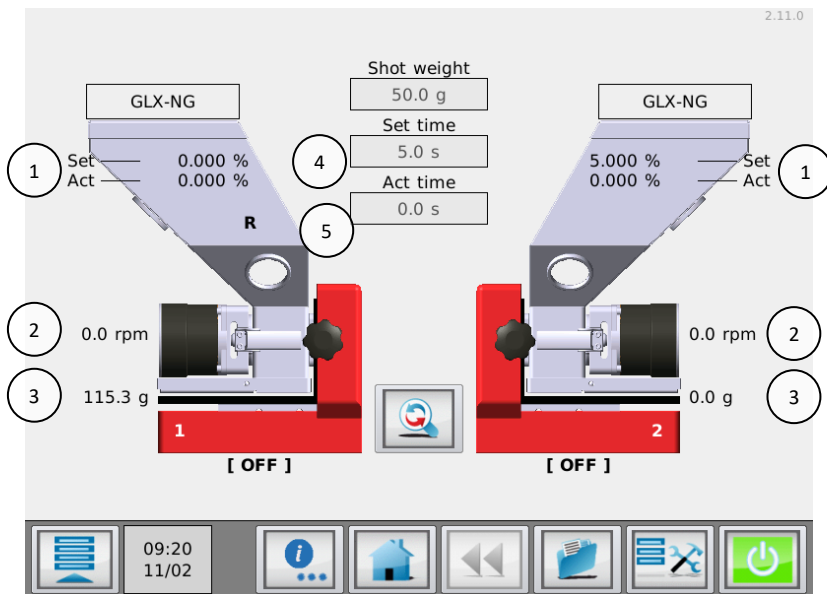 2.11.0
Shot weight
50.0 g
Set time
5.0 s
Act time
0.0 s
GLX-NG
GLX-NG
1
Set 0.000 %
Act 0.000 %
4
5.000 % Set
0.000 % Act
1
R
5
2
0.0 rpm
0.0 rpm
2
3
115.3 g
0.0 g
3
1
2
[ OFF ]
[ OFF ]
09:20
11/02
i